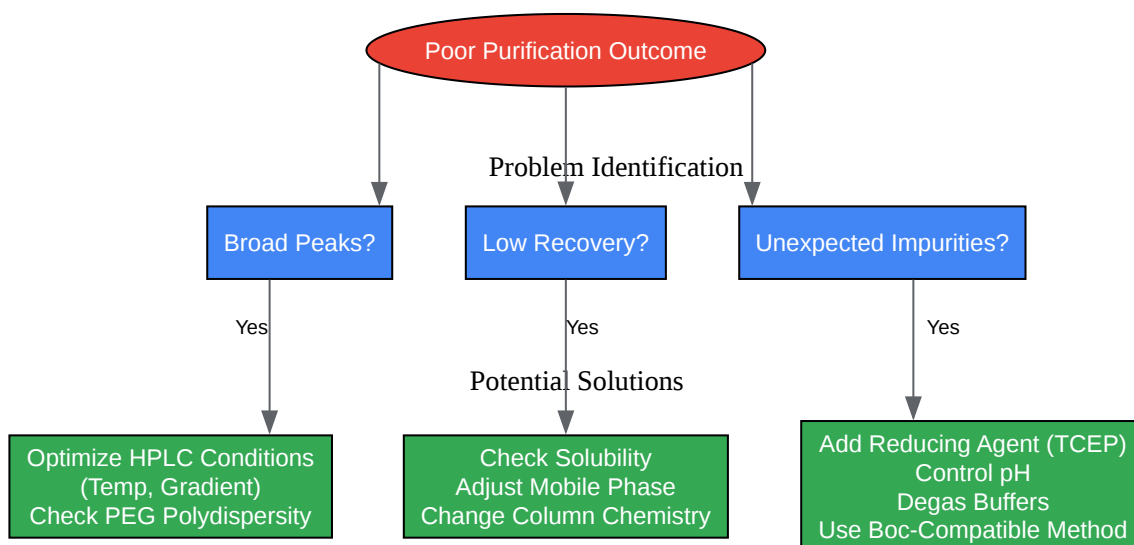 Poor Purification Outcome
Problem Identification
Broad Peaks?
Low Recovery?
Unexpected Impurities?
Yes
Yes
Yes
Potential Solutions
Optimize HPLC Conditions
(Temp, Gradient)
Check PEG Polydispersity
Check Solubility
Adjust Mobile Phase
Change Column Chemistry
Add Reducing Agent (TCEP)
Control pH
Degas Buffers
Use Boc-Compatible Method